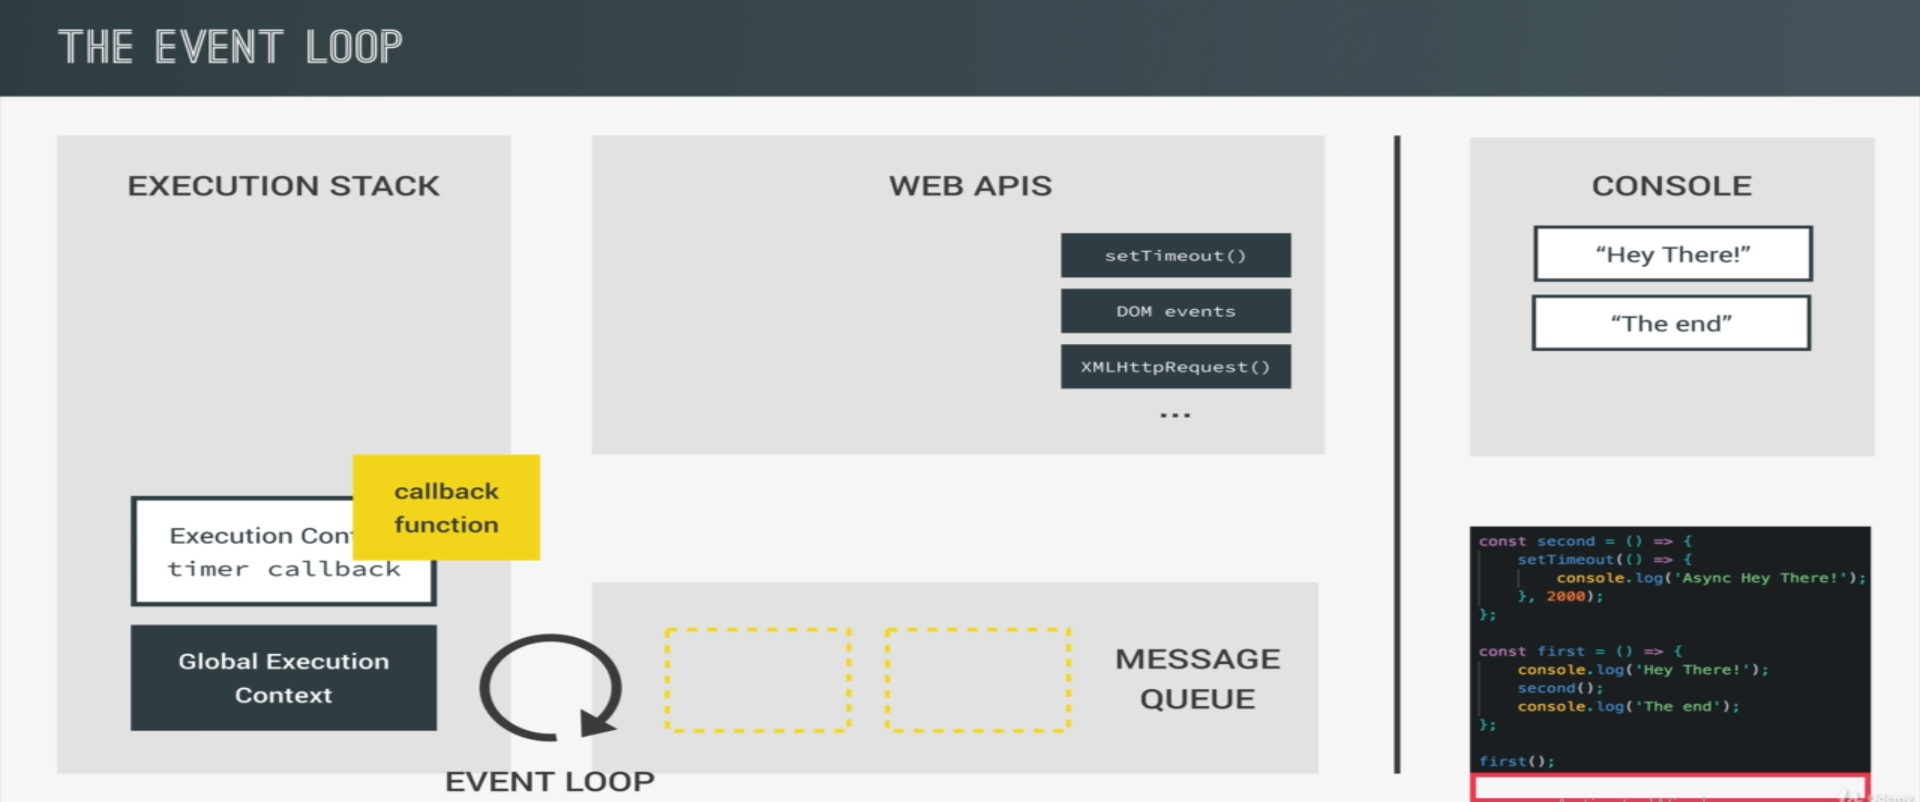 THE EVENT LOOP
EXECUTION STACK
WEB APIS
CONSOLE
setTimeout()
DOM events
XMLHttpRequest()
...
“Hey There!”
“The end”
callback
function
Execution Con
timer callback
Global Execution
Context
EVENT LOOP
MESSAGE
QUEUE
const second = () => {
setTimeout(() => {
console.log('Async Hey There!');
}, 2000);
};
const first = () => {
console.log('Hey There!');
second();
console.log('The end');
};
first();